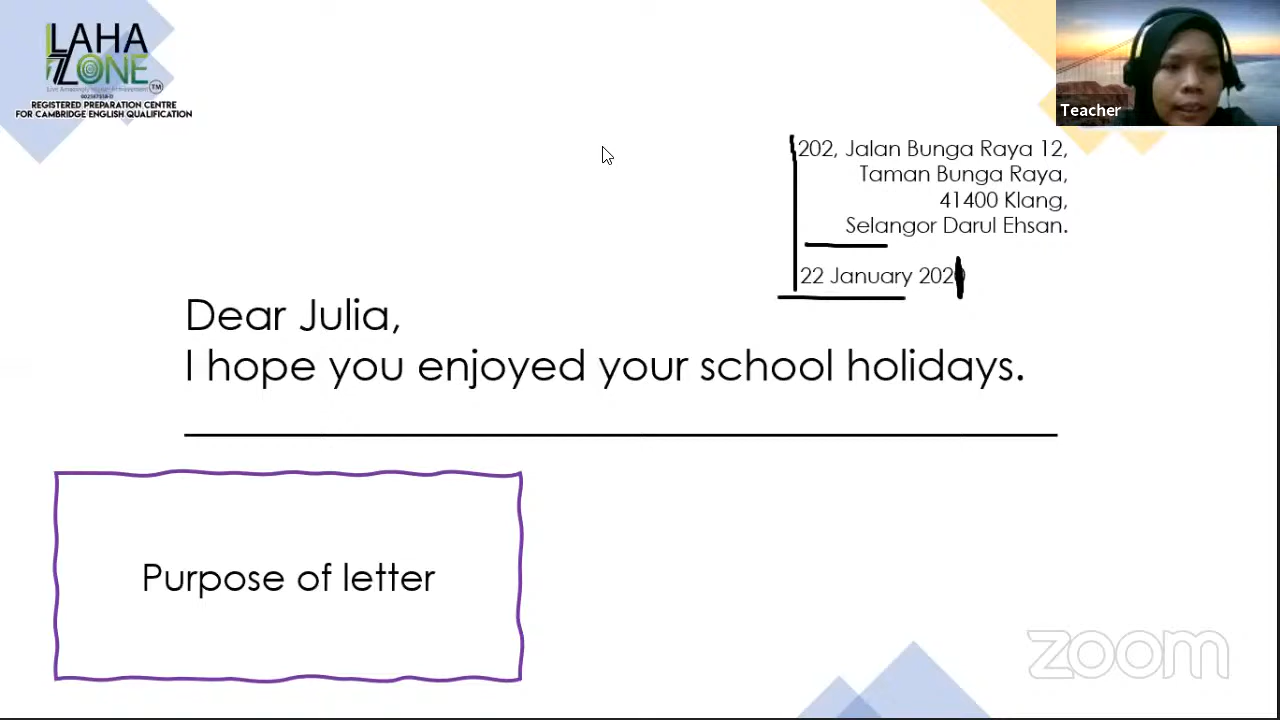 LAHA
ZONE
TM
REGISTERED PREPARATION CENTRE
FOR CAMBRIDGE ENGLISH QUALIFICATION
Teacher
202, Jalan Bunga Raya 12,
Taman Bunga Raya,
41400 Klang,
Selangor Darul Ehsan.
22 January
Dear Julia,
I hope you enjoyed your school holidays.
Purpose of letter
zoom